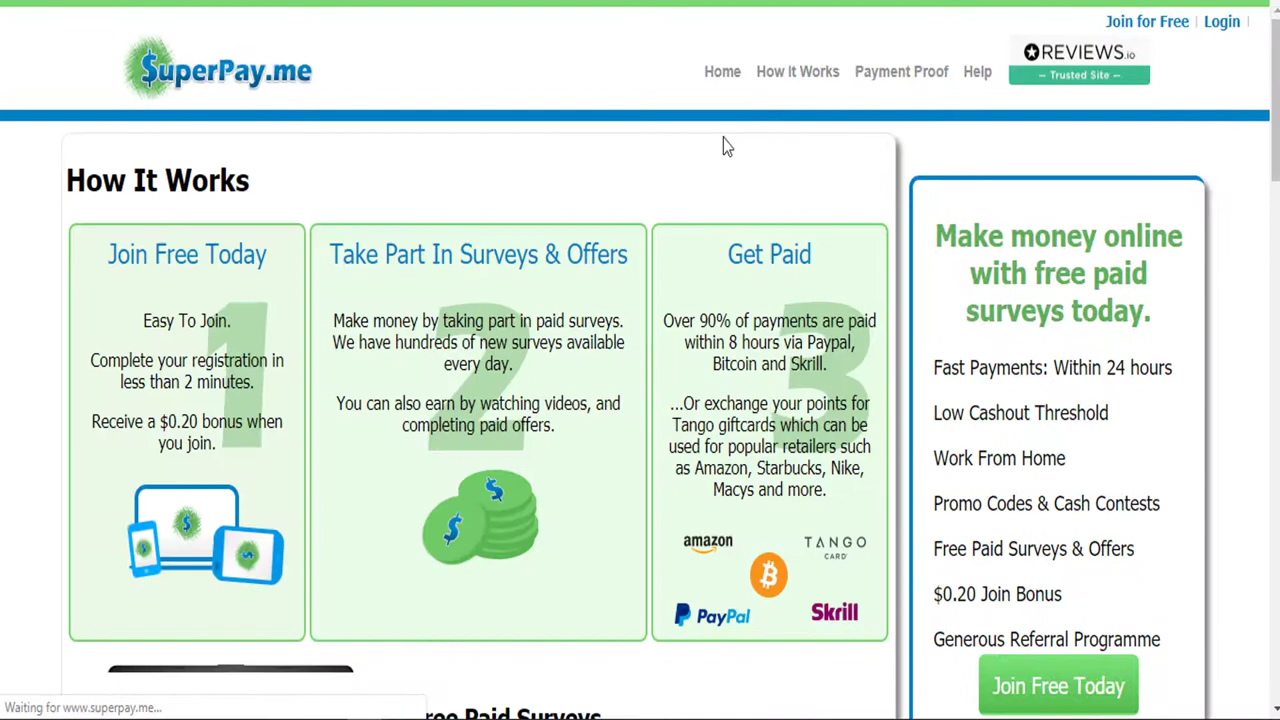 Join for Free | Login |
$uperPay.me
Home How It Works Payment Proof Help
REVIEWS.io
— Trusted Site —
How It Works
Join Free Today
1
Easy To Join.
Complete your registration in
less than 2 minutes.
Receive a $0.20 bonus when
you join.
Take Part In Surveys & Offers
2
Make money by taking part in paid surveys.
We have hundreds of new surveys available
every day.
You can also earn by watching videos, and
completing paid offers.
Get Paid
3
Over 90% of payments are paid
within 8 hours via Paypal,
Bitcoin and Skrill.
...Or exchange your points for
Tango giftcards which can be
used for popular retailers such
as Amazon, Starbucks, Nike,
Macys and more.
amazon
TANGO
CARD
PayPal
Skrill
Make money online
with free paid
surveys today.
Fast Payments: Within 24 hours
Low Cashout Threshold
Work From Home
Promo Codes & Cash Contests
Free Paid Surveys & Offers
$0.20 Join Bonus
Generous Referral Programme
Join Free Today
Waiting for www.superpay.me...
ree Paid Surveys